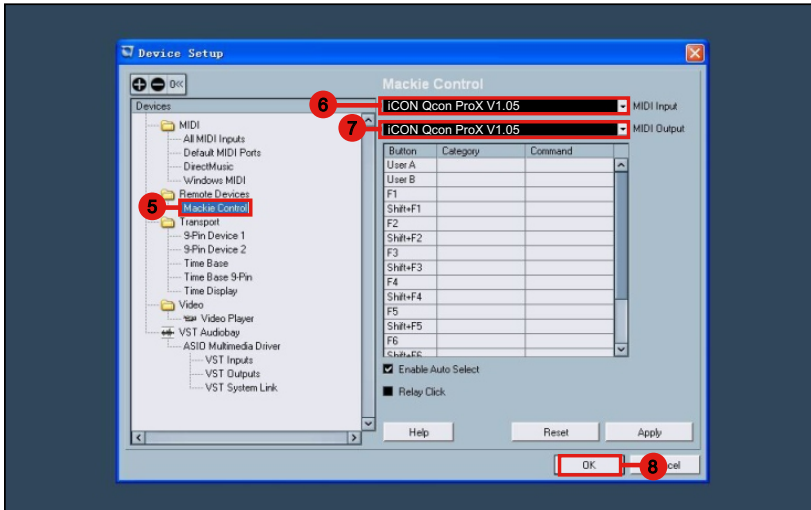 Device Setup
Devices
MIDI
All MIDI Inputs
Default MIDI Ports
DirectMusic
Windows MIDI
Remote Devices
5
Mackie Control
Transport
9-Pin Device 1
9-Pin Device 2
Time Base
Time Base 9-Pin
Time Display
Video
Video Player
VST Audiobay
ASIO Multimedia Driver
VST Inputs
VST Outputs
VST System Link
Mackie Control
6 iCON Qcon ProX V1.05 MIDI Input
7 iCON Qcon ProX V1.05 MIDI Output
Button Category Command
User A
User B
F1
Shift+F1
F2
Shift+F2
F3
Shift+F3
F4
Shift+F4
F5
Shift+F5
F6
Shift+F6
Enable Auto Select
Relay Click
Help Reset Apply
OK 8 cel